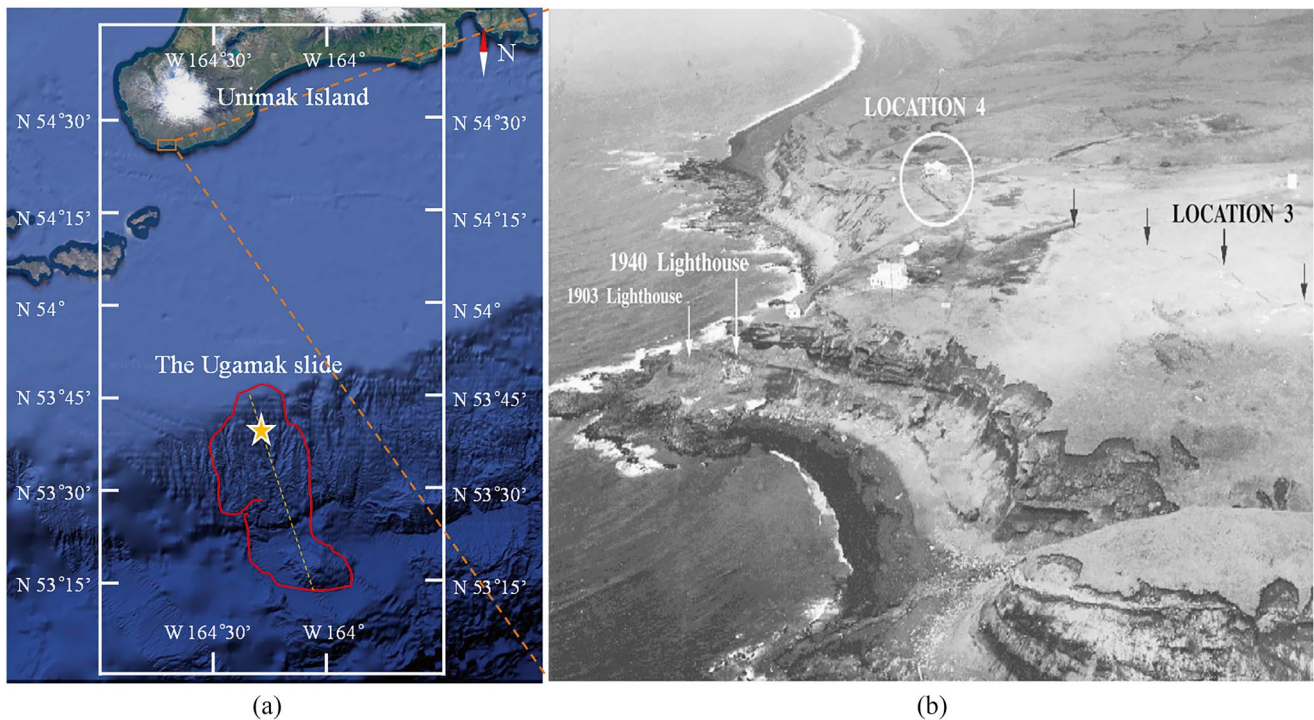 W 164°30' W 164°
N
Unimak Island
N 54°30' N 54°30'
N 54°15' N 54°15'
N 54° N 54°
The Ugamak slide
N 53°45' N 53°45'
N 53°30' N 53°30'
N 53°15' N 53°15'
W 164°30' W 164°
(a)
LOCATION 4
LOCATION 3
1940 Lighthouse
1903 Lighthouse
(b)